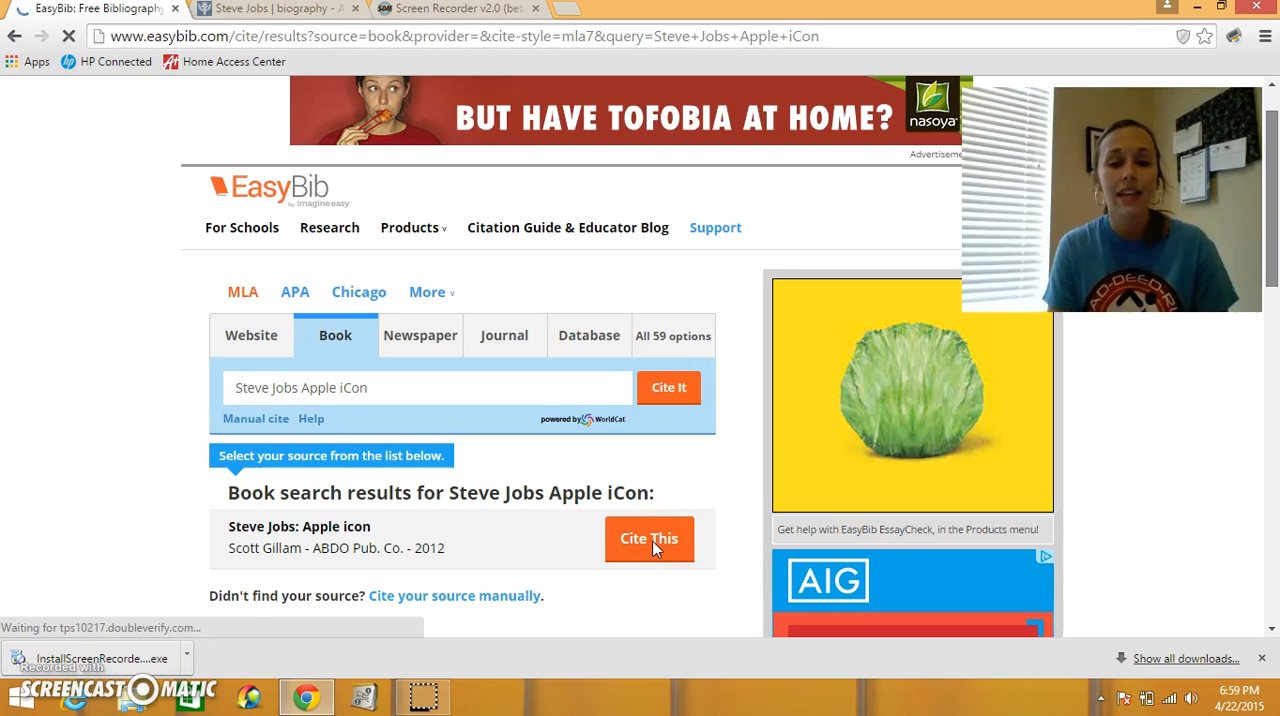 EasyBib: Free Bibliography
Steve Jobs | biography - A
Screen Recorder v2.0 (bet
www.easybib.com/cite/results?source=book&provider=&cite-style=mla7&query=Steve+Jobs+Apple+iCon
Apps HP Connected Home Access Center
BUT HAVE TOFOBIA AT HOME?
nasoya
Advertiseme
EasyBib
by imagine easy
For Schools Research Products Citation Guide & Educator Blog Support
MLA APA Chicago More
Website Book Newspaper Journal Database All 59 options
Steve Jobs Apple iCon Cite It
Manual cite Help powered by WorldCat
Select your source from the list below.
Book search results for Steve Jobs Apple iCon:
Steve Jobs: Apple icon
Scott Gillam - ABDO Pub. Co. - 2012
Cite This
Didn't find your source? Cite your source manually.
Get help with EasyBib EssayCheck, in the Products menu!
AIG
Waiting for tps10217.doubleverify.com...
InstallScreenRecorde....exe
Show all downloads...
Recorded with
SCREENCAST MATIC
6:59 PM
4/22/2015